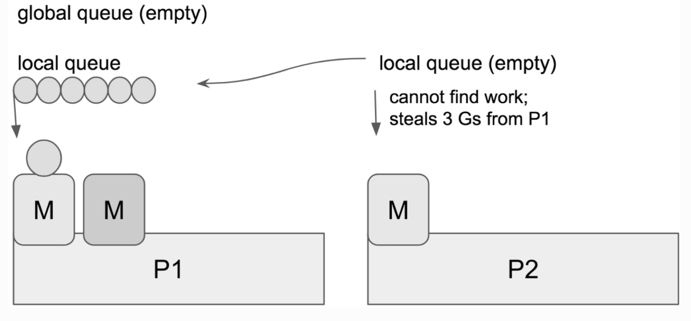 global queue (empty)
local queue
local queue (empty)
cannot find work;
steals 3 Gs from P1
M
M
M
P1
P2